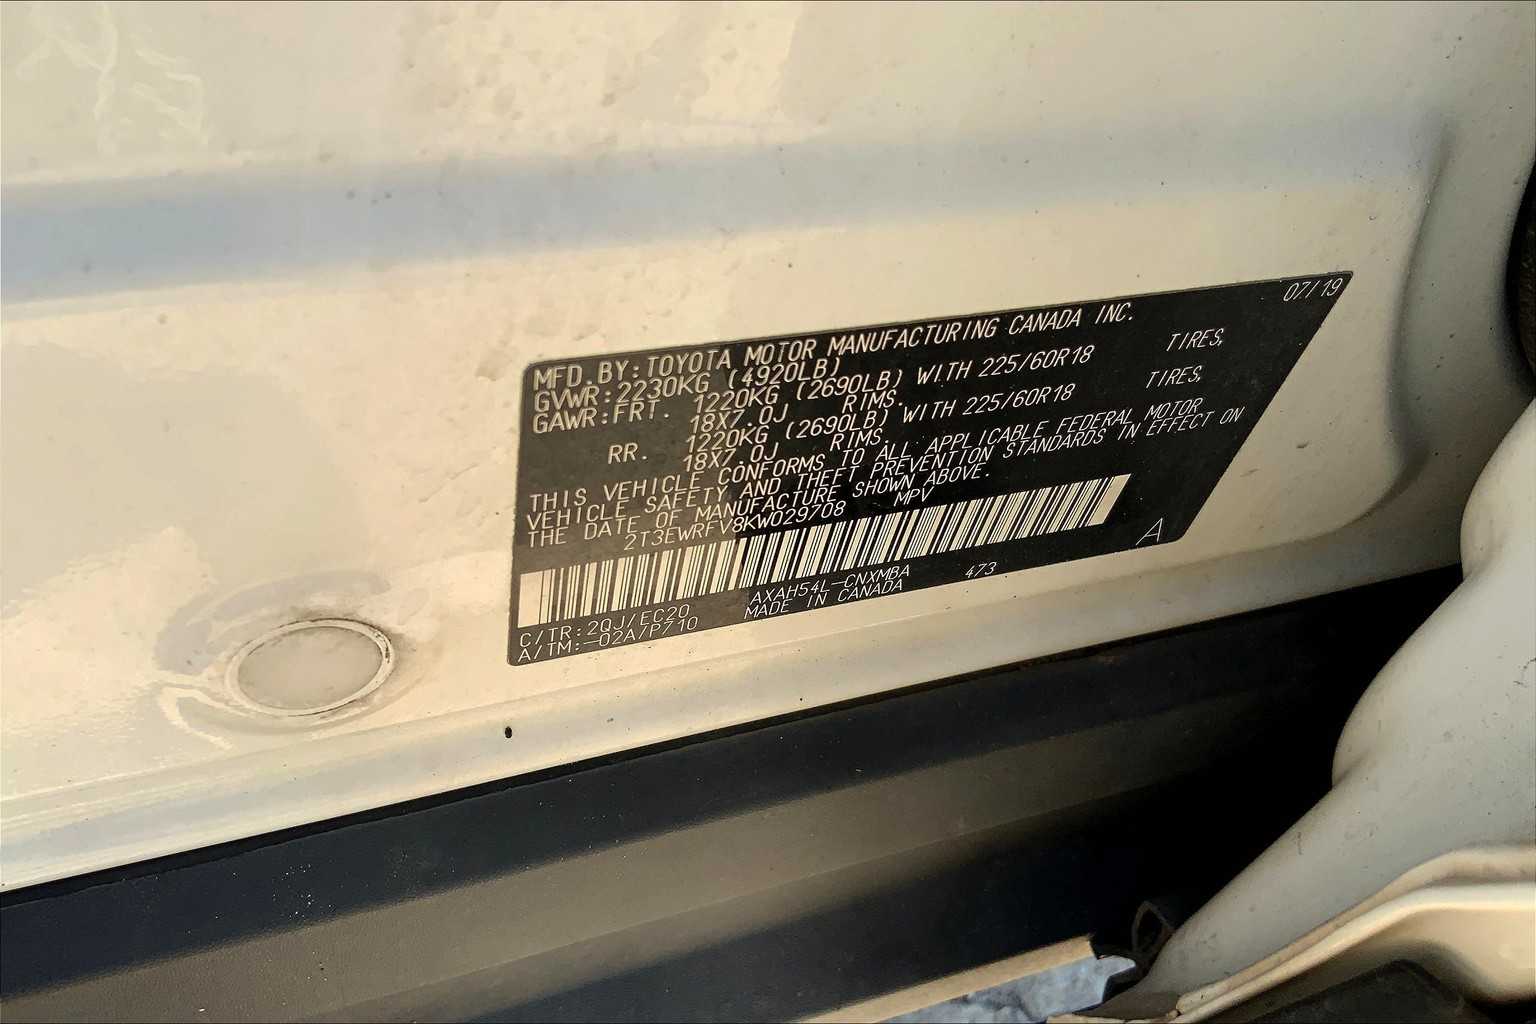 07/19
MFD.BY:TOYOTA MOTOR MANUFACTURING CANADA INC.
GVWR:2230KG (4920LB)
GAWR:FRT. 1220KG (2690LB) WITH 225/60R18 TIRES,
18X7.0J RIMS.
RR. 1220KG (2690LB) WITH 225/60R18 TIRES,
18X7.0J RIMS.
THIS VEHICLE CONFORMS TO ALL APPLICABLE FEDERAL MOTOR
VEHICLE SAFETY AND THEFT PREVENTION STANDARDS IN EFFECT ON
THE DATE OF MANUFACTURE SHOWN ABOVE.
2T3EWRFV8KW029708 MPV
A
C/TR:2QJ/EC20 AXAH54L-CNXMBA 473
A/TM:-02A/P710 MADE IN CANADA